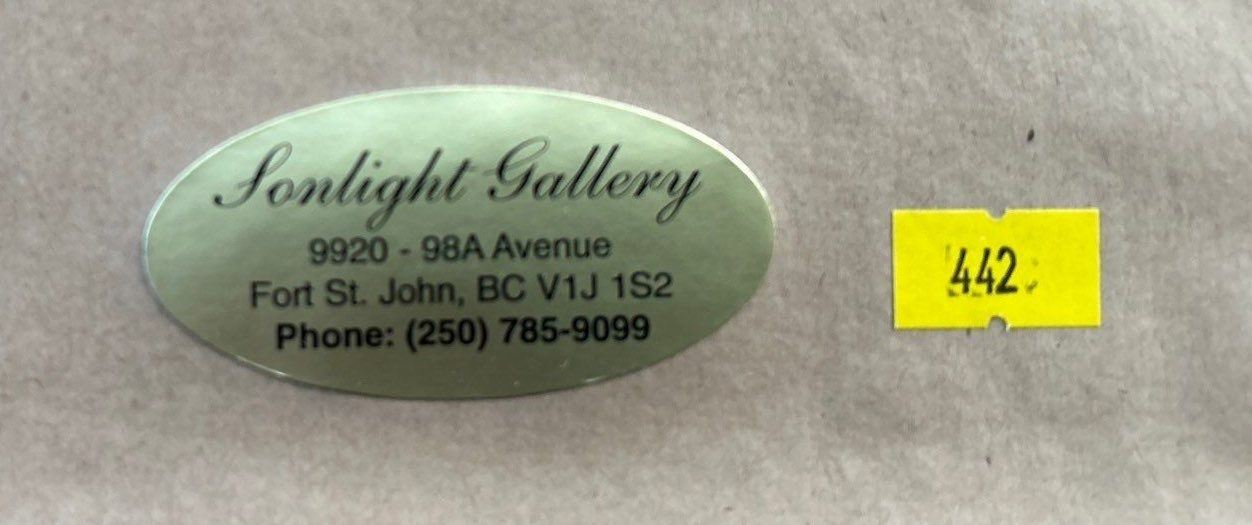 Sonlight Gallery
9920 - 98A Avenue
Fort St. John, BC V1J 1S2
Phone: (250) 785-9099
442